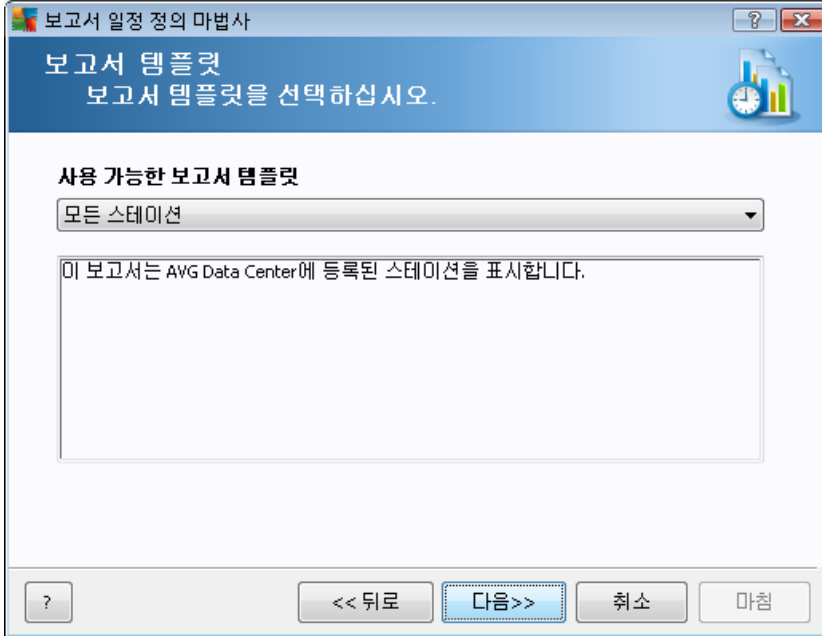 보고서 일정 정의 마법사
?
보고서 템플릿
보고서 템플릿을 선택하십시오.
사용 가능한 보고서 템플릿
모든 스테이션
이 보고서는 AVG Data Center에 등록된 스테이션을 표시합니다.
? << 뒤로 다음>> 취소 마침